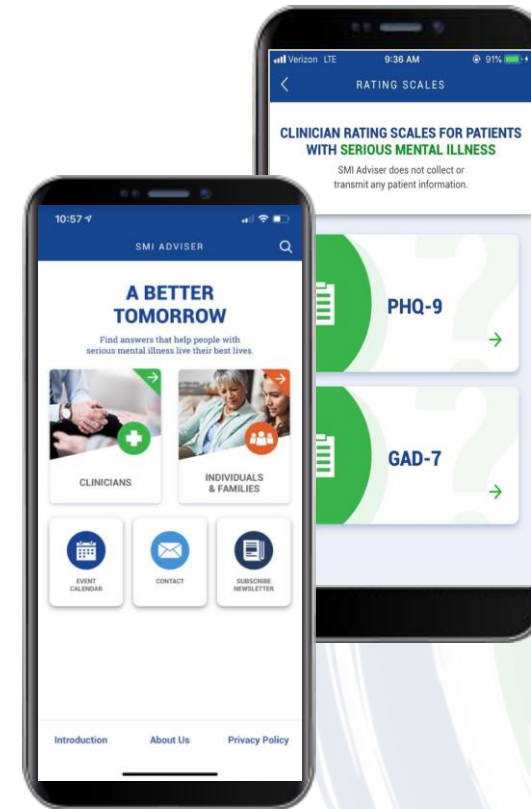 10:57
SMI ADVISER
A BETTER
TOMORROW
Find answers that help people with
serious mental illness live their best lives.
CLINICIANS
INDIVIDUALS
& FAMILIES
EVENT
CALENDAR
CONTACT
SUBSCRIBE
NEWSLETTER
Introduction About Us Privacy Policy
Verizon LTE 9:36 AM 91%
RATING SCALES
CLINICIAN RATING SCALES FOR PATIENTS
WITH SERIOUS MENTAL ILLNESS
SMI Adviser does not collect or
transmit any patient information.
PHQ-9
GAD-7